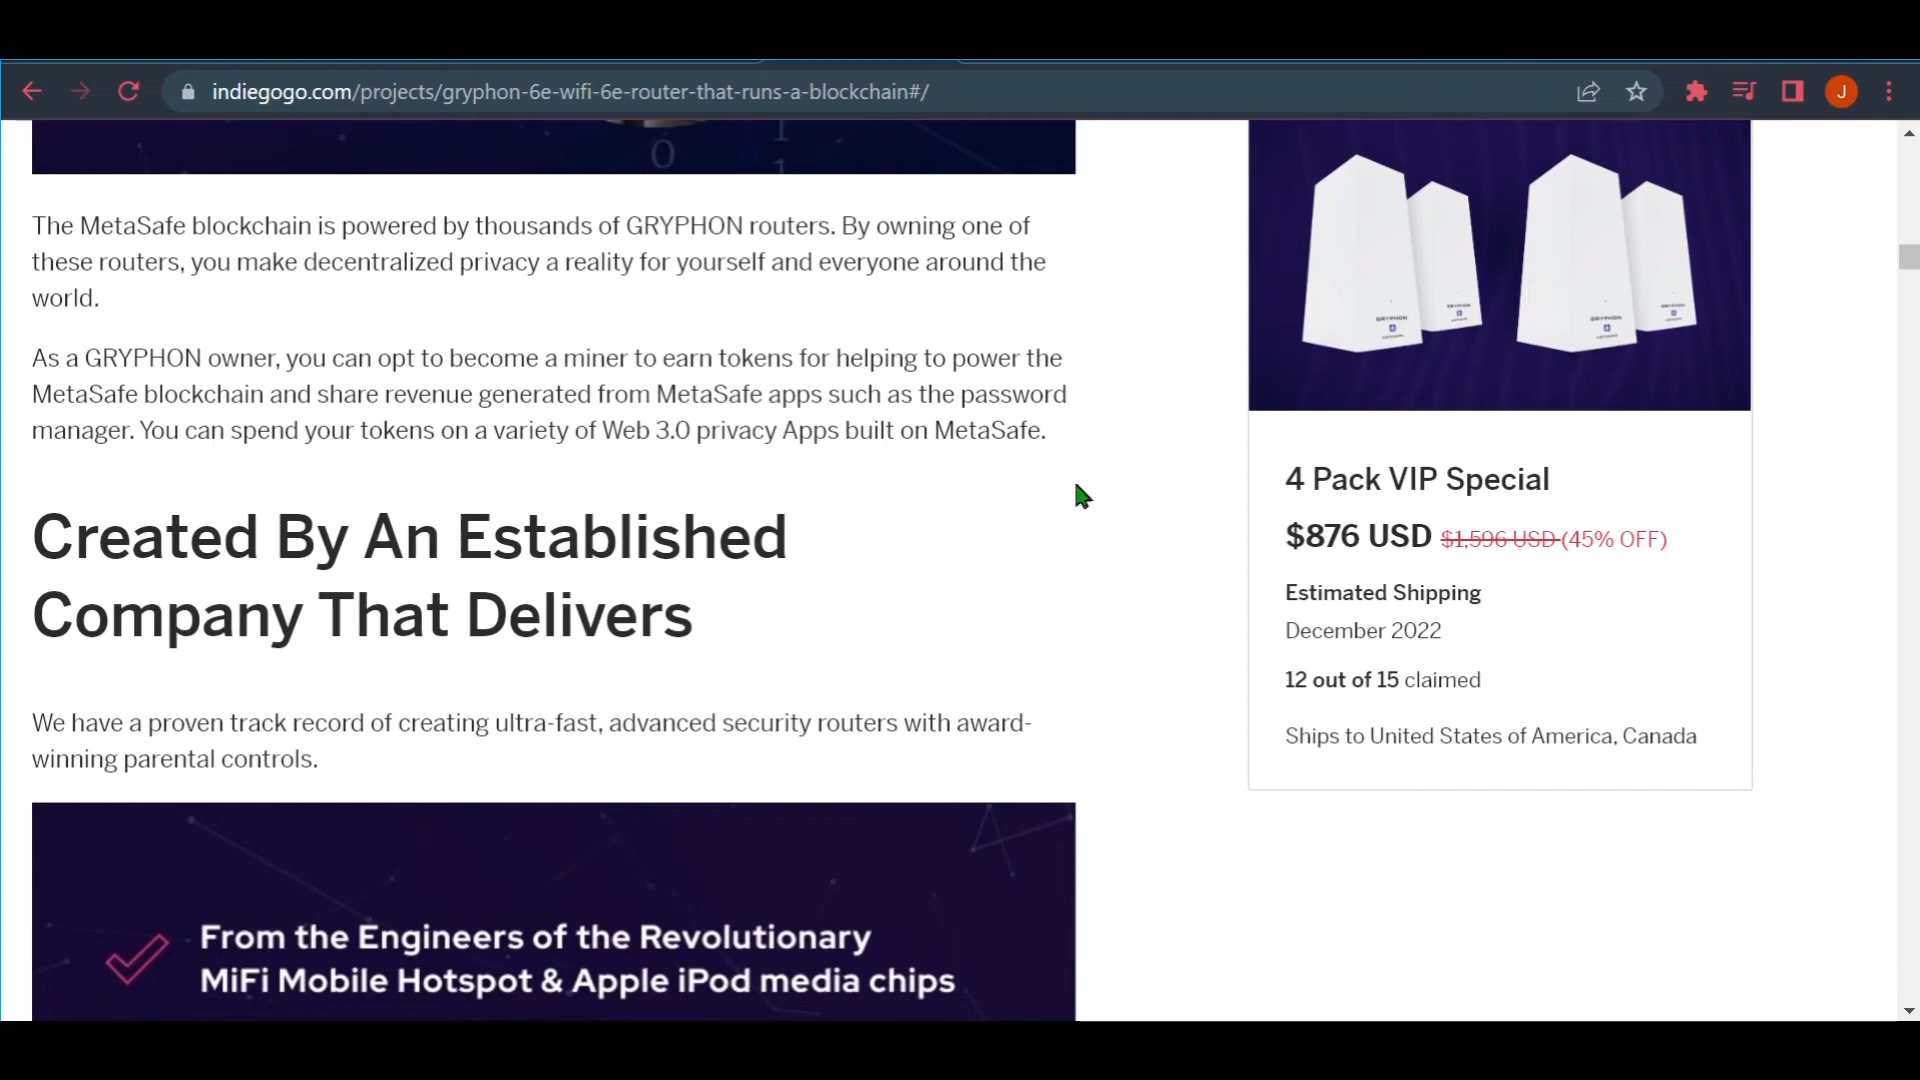 indiegogo.com/projects/gryphon-6e-wifi-6e-router-that-runs-a-blockchain#/
J
0
1
1
The MetaSafe blockchain is powered by thousands of GRYPHON routers. By owning one of
these routers, you make decentralized privacy a reality for yourself and everyone around the
world.
As a GRYPHON owner, you can opt to become a miner to earn tokens for helping to power the
MetaSafe blockchain and share revenue generated from MetaSafe apps such as the password
manager. You can spend your tokens on a variety of Web 3.0 privacy Apps built on MetaSafe.
Created By An Established
Company That Delivers
We have a proven track record of creating ultra-fast, advanced security routers with award-
winning parental controls.
From the Engineers of the Revolutionary
MiFi Mobile Hotspot & Apple iPod media chips
GRYPHON
GRYPHON
GRYPHON
GRYPHON
4 Pack VIP Special
$876 USD $1,596 USD (45% OFF)
Estimated Shipping
December 2022
12 out of 15 claimed
Ships to United States of America, Canada